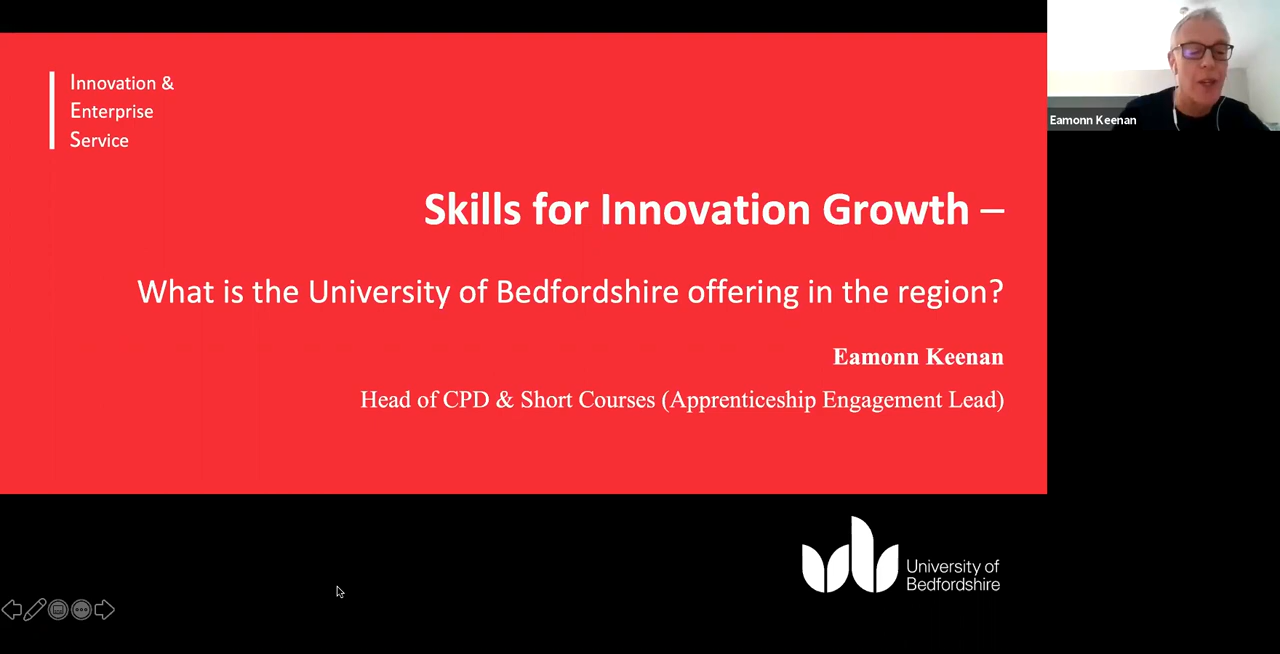 Innovation &
Enterprise
Service
Skills for Innovation Growth –
What is the University of Bedfordshire offering in the region?
Eamonn Keenan
Head of CPD & Short Courses (Apprenticeship Engagement Lead)
University of
Bedfordshire
Eamonn Keenan